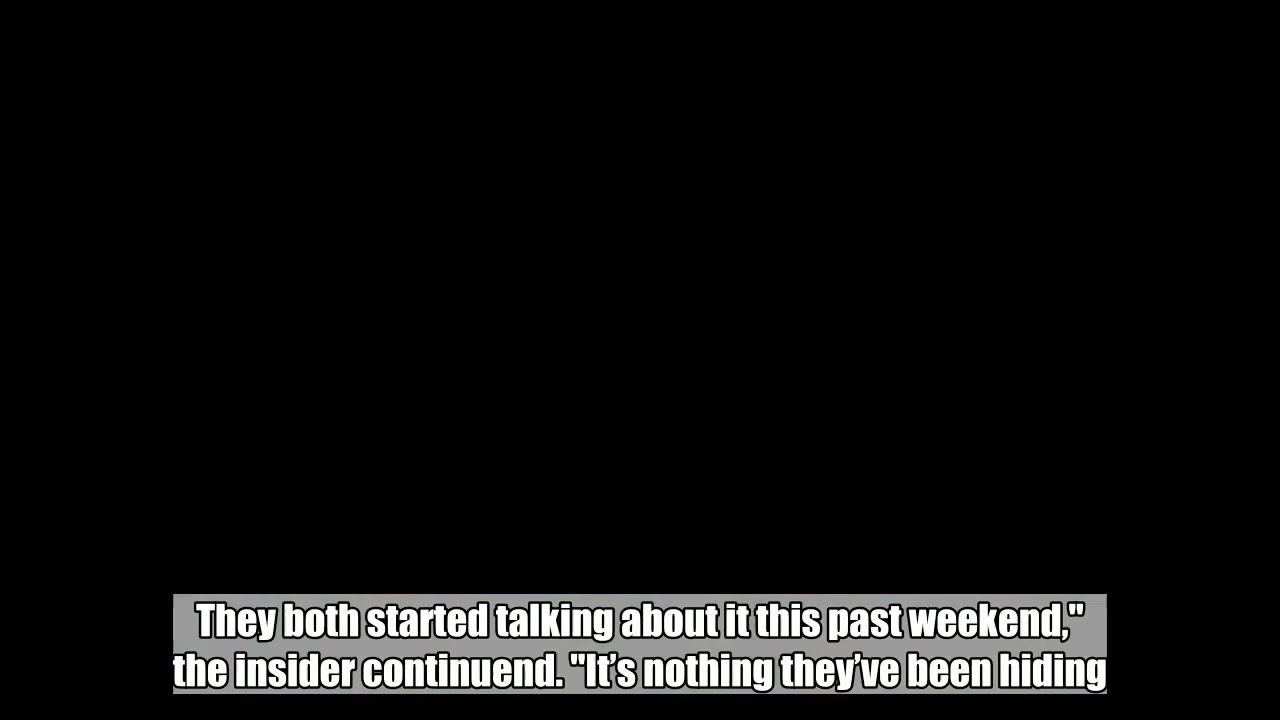 They both started talking about it this past weekend,"
the insider continuend. "It’s nothing they’ve been hiding